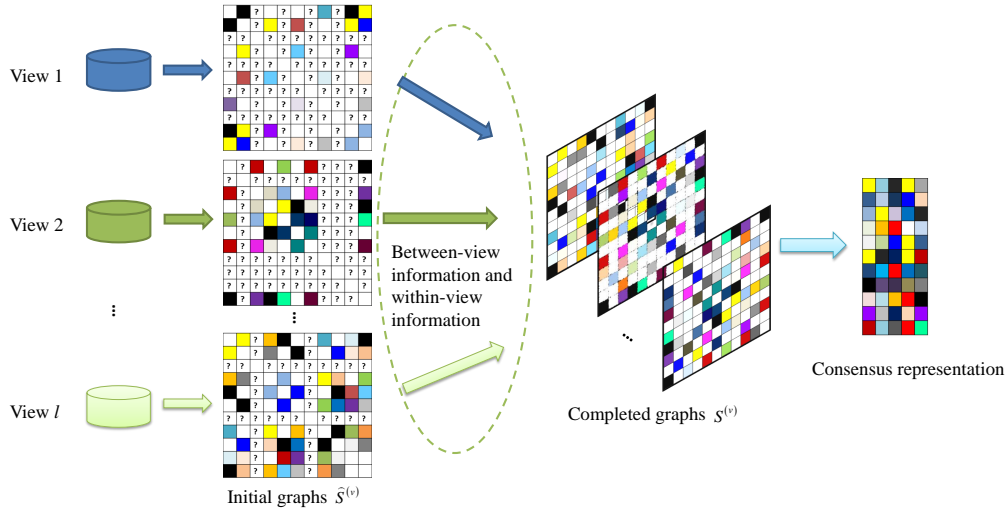 View 1
View 2
⋮
⋮
View l
Between-view
information and
within-view
information
Initial graphs Ŝ⁽ᵛ⁾
...
Completed graphs S⁽ᵛ⁾
Consensus representation